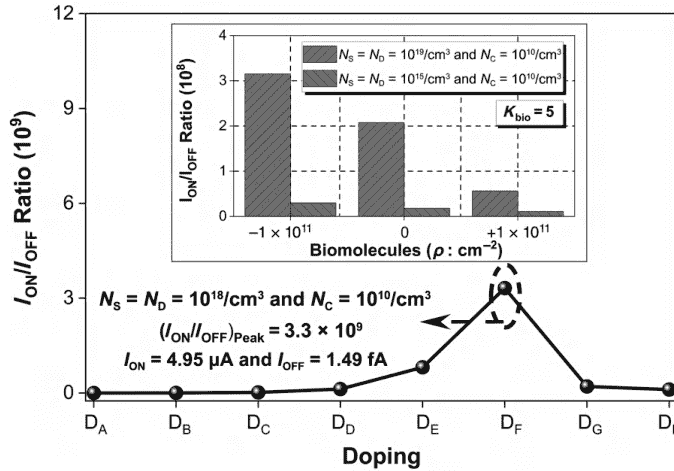 12
9
6
3
0
I_ON/I_OFF Ratio (10^9)
4
3
2
1
0
I_ON/I_OFF Ratio (10^8)
N_S = N_D = 10^19/cm^3 and N_C = 10^10/cm^3
N_S = N_D = 10^15/cm^3 and N_C = 10^10/cm^3
K_bio = 5
−1 × 10^11
0
+1 × 10^11
Biomolecules (ρ : cm^−2)
N_S = N_D = 10^18/cm^3 and N_C = 10^10/cm^3
(I_ON/I_OFF)_Peak = 3.3 × 10^9
I_ON = 4.95 µA and I_OFF = 1.49 fA
D_A
D_B
D_C
D_D
D_E
D_F
D_G
Doping